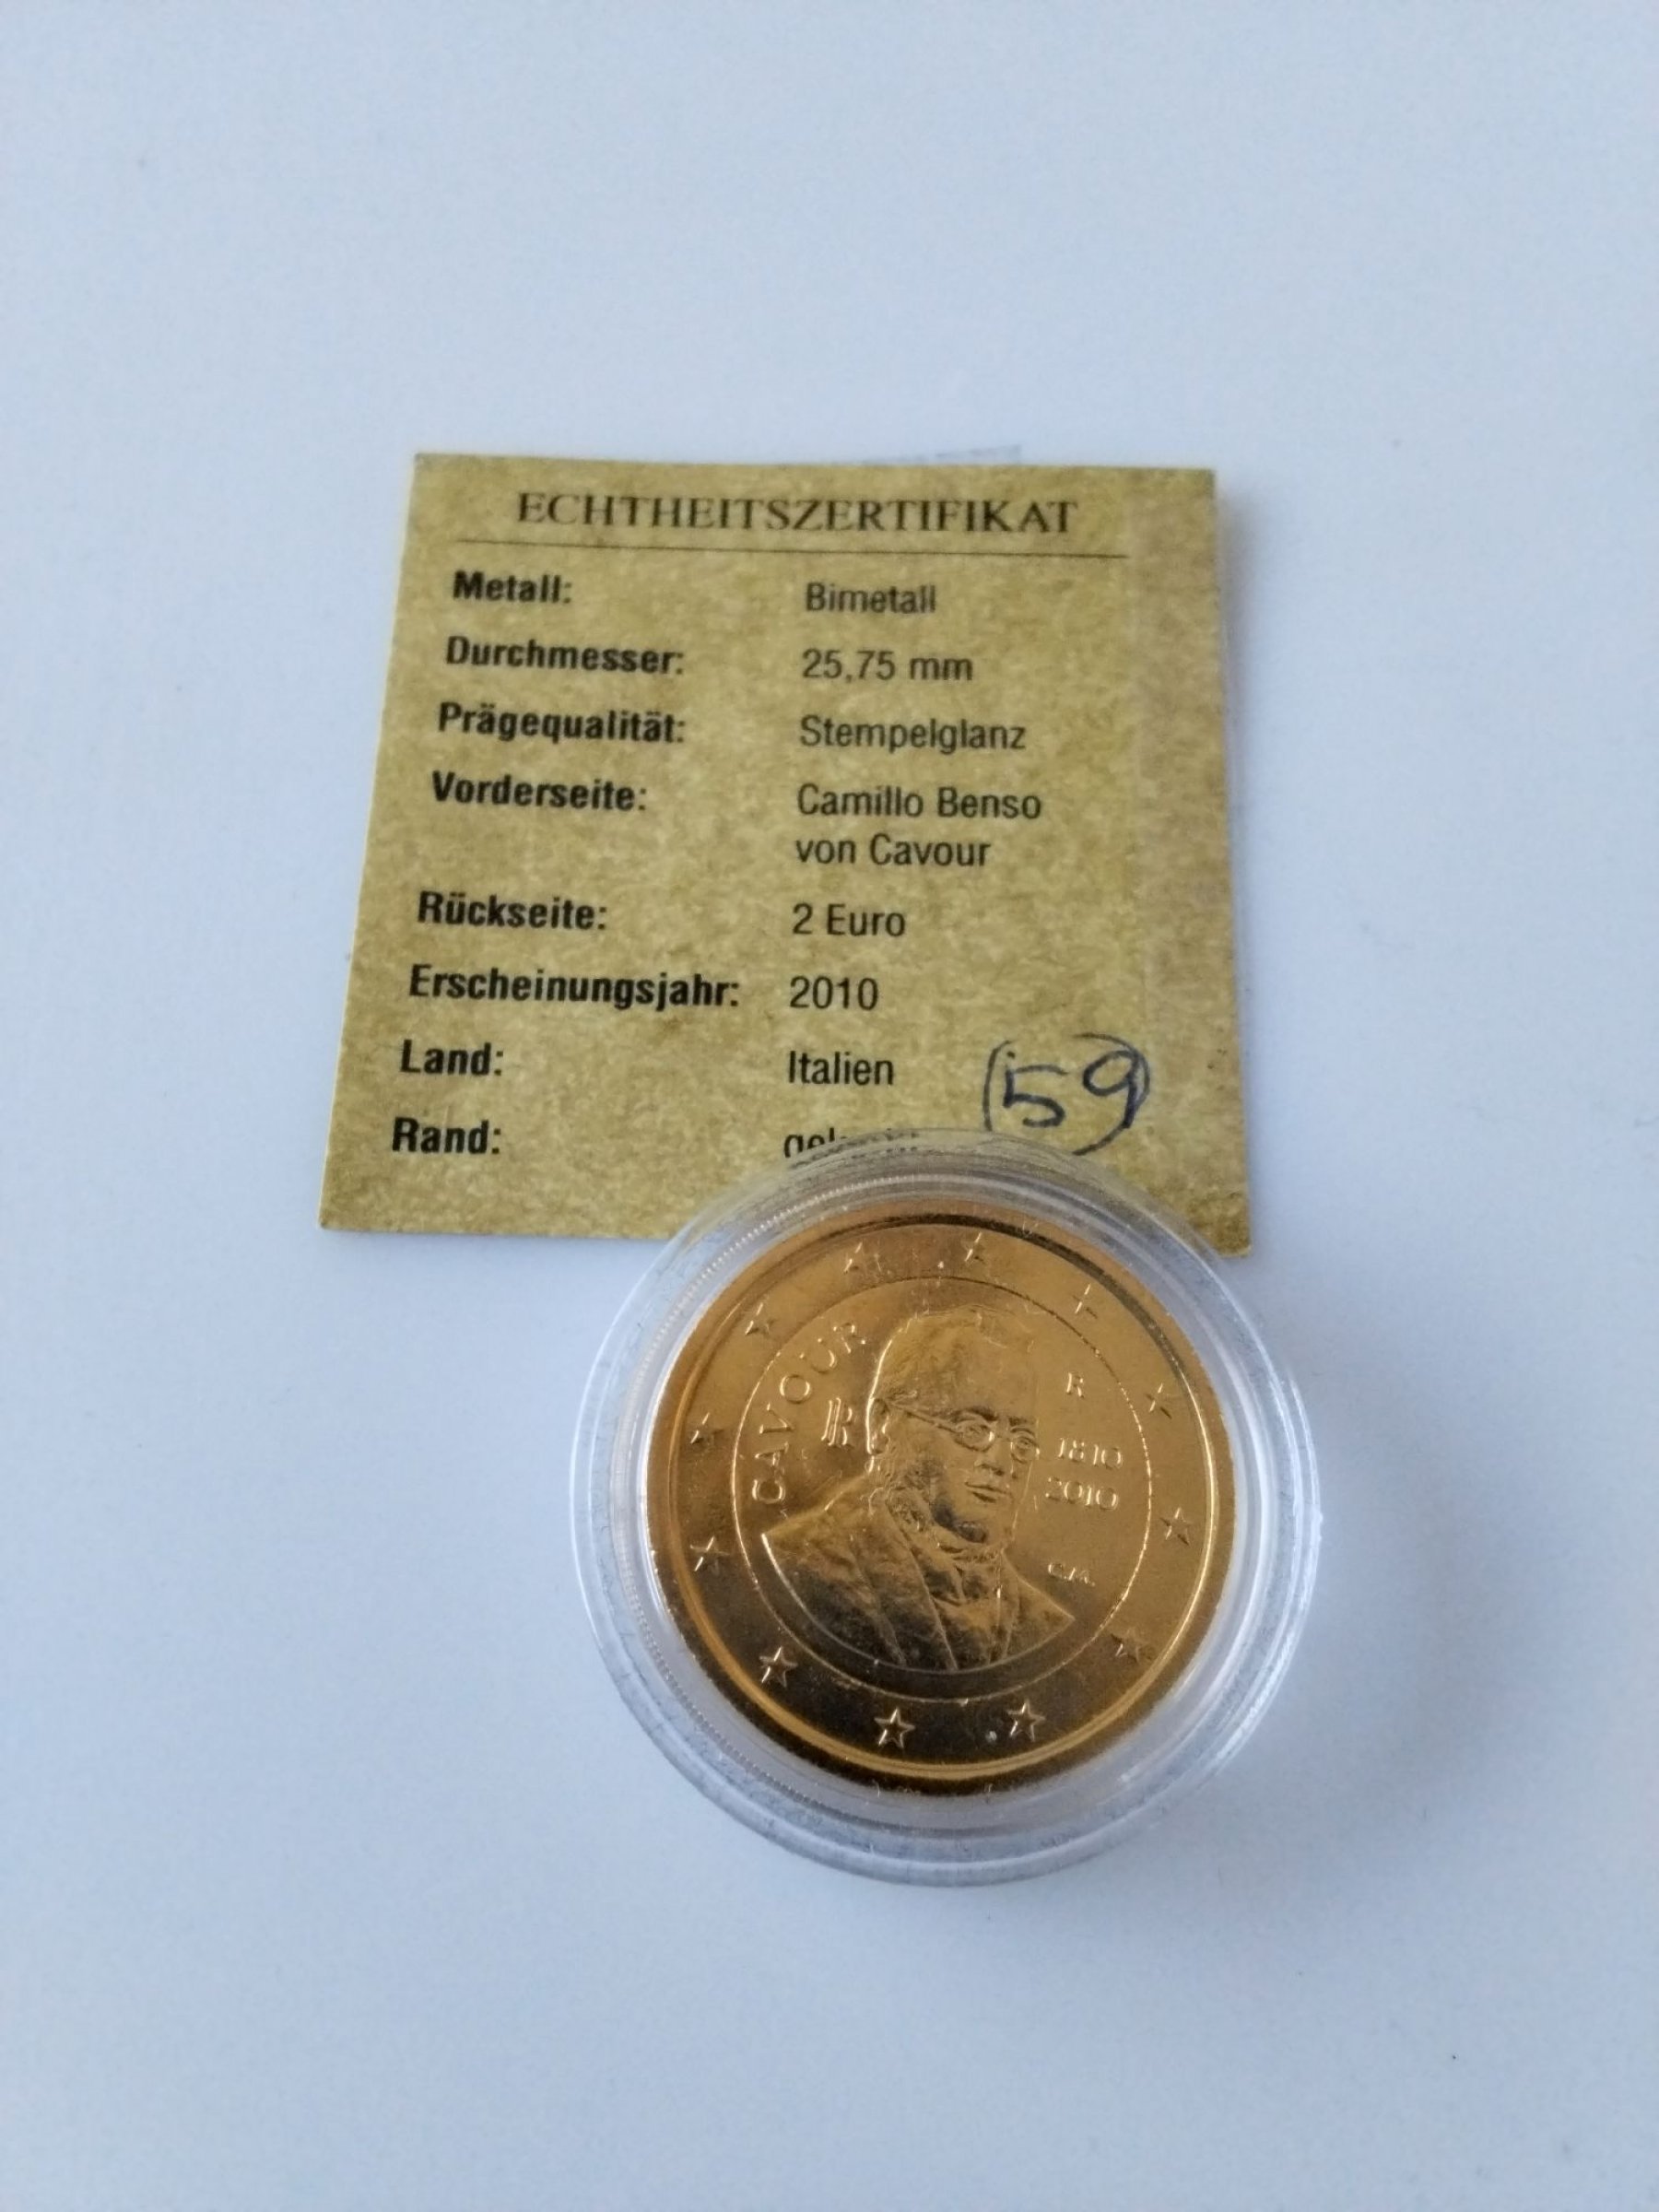 ECHTHEITSZERTIFIKAT
Metall: Bimetall
Durchmesser: 25,75 mm
Prägequalität: Stempelglanz
Vorderseite: Camillo Benso
von Cavour
Rückseite: 2 Euro
Erscheinungsjahr: 2010
Land: Italien
59
Rand:
CAVOUR
RI
R
1810
2010
C.M.